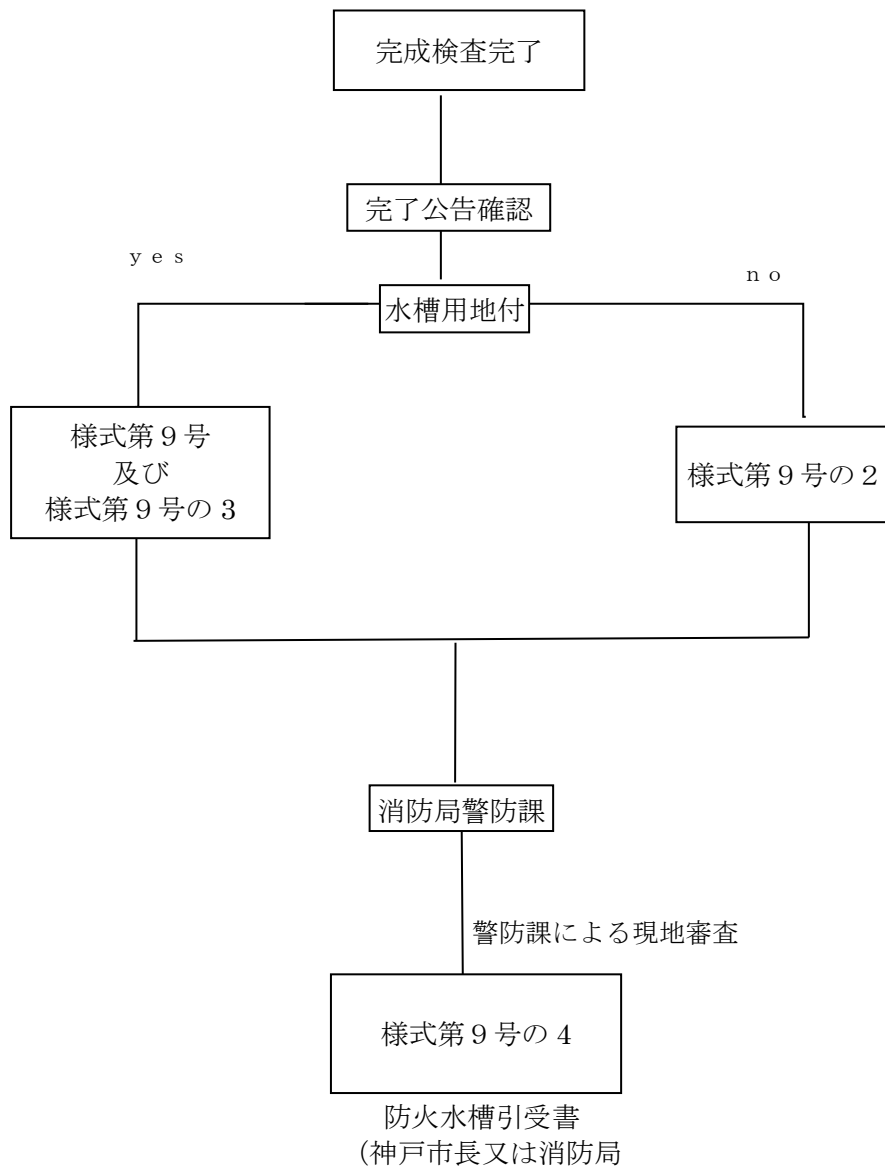 完成検査完了
完了公告確認
ｙｅｓ
ｎｏ
水槽用地付
様式第９号
及び
様式第９号の３
様式第９号の２
消防局警防課
警防課による現地審査
様式第９号の４
防火水槽引受書
（神戸市長又は消防局